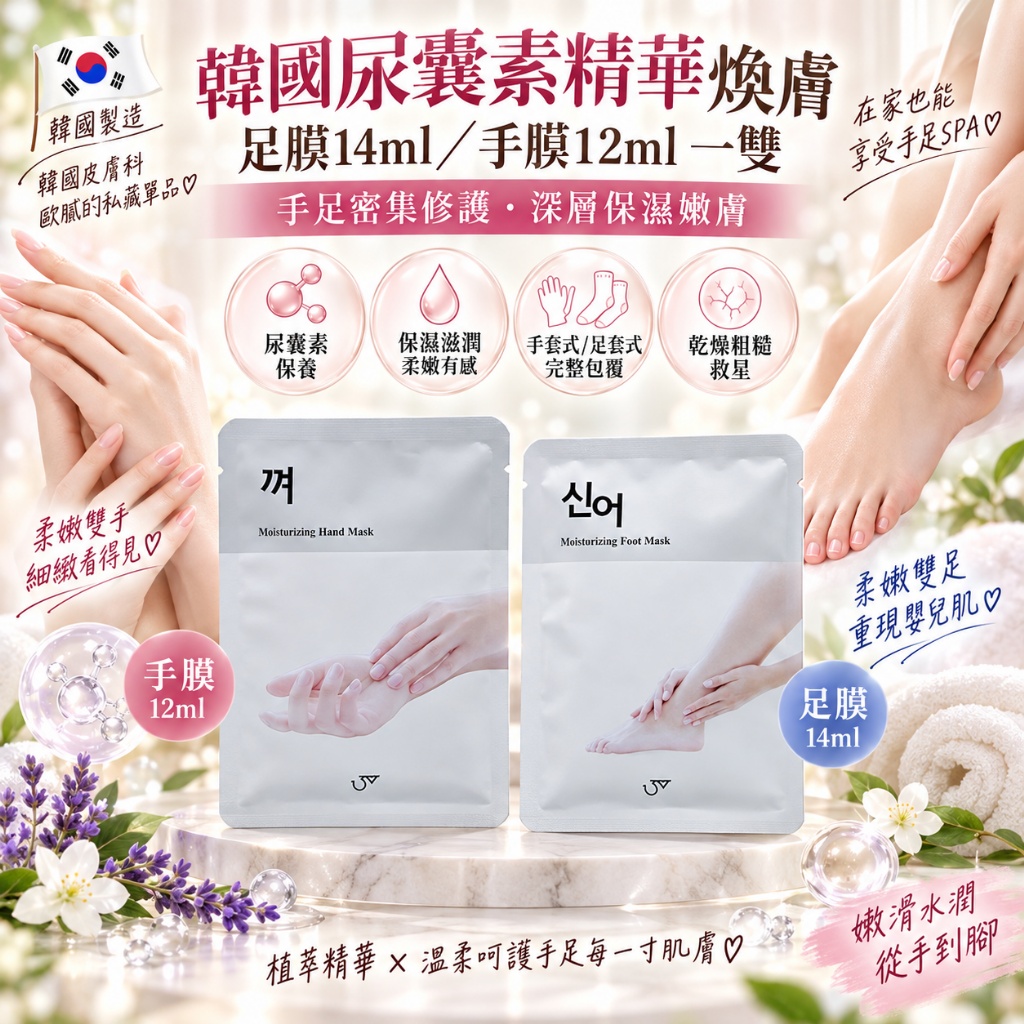 韓國製造
韓國皮膚科
歐膩的私藏單品♡
韓國尿囊素精華煥膚
足膜14ml／手膜12ml 一雙
手足密集修護・深層保濕嫩膚
在家也能
享受手足SPA♡
尿囊素
保養
保濕滋潤
柔嫩有感
手套式/足套式
完整包覆
乾燥粗糙
救星
껴
Moisturizing Hand Mask
신어
Moisturizing Foot Mask
柔嫩雙手
細緻看得見♡
柔嫩雙足
重現嬰兒肌♡
手膜
12ml
足膜
14ml
植萃精華 × 溫柔呵護手足每一寸肌膚♡
嫩滑水潤
從手到腳